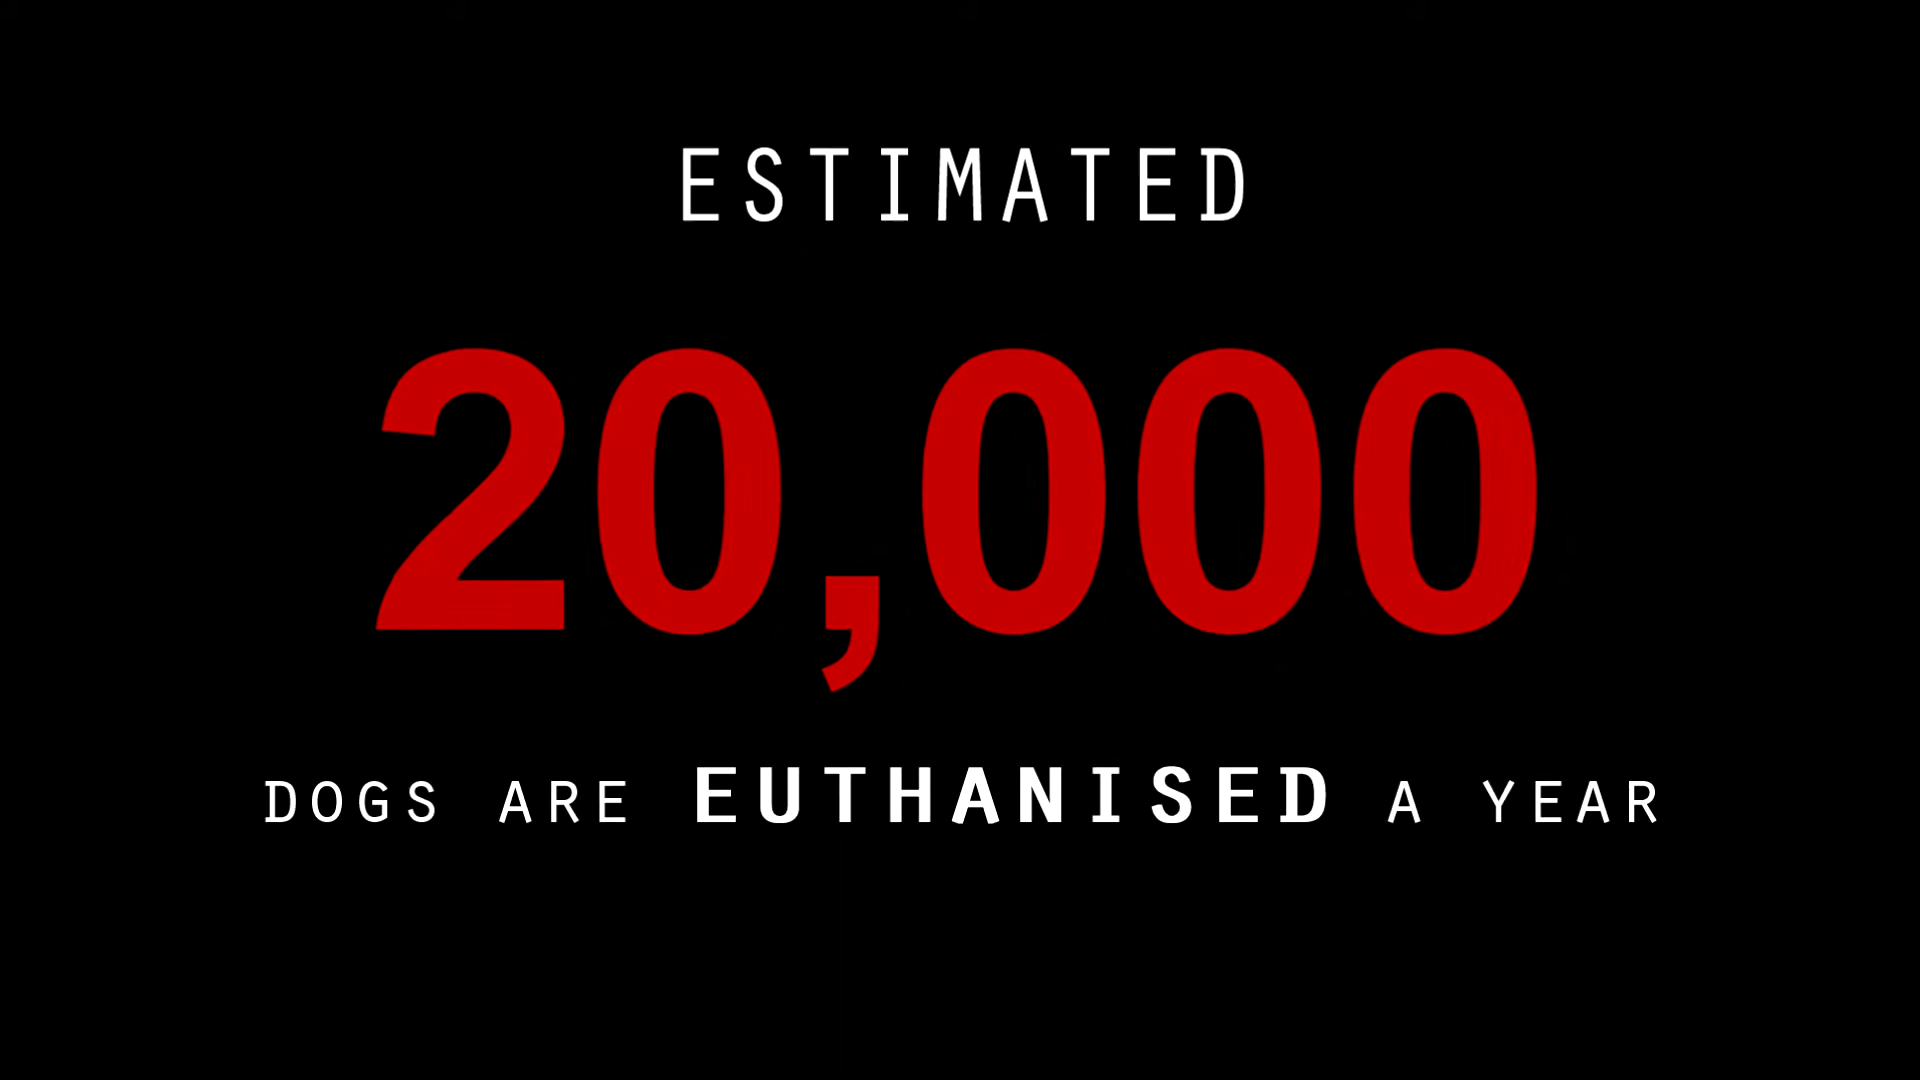 ESTIMATED
20,000
DOGS ARE EUTHANISED A YEAR